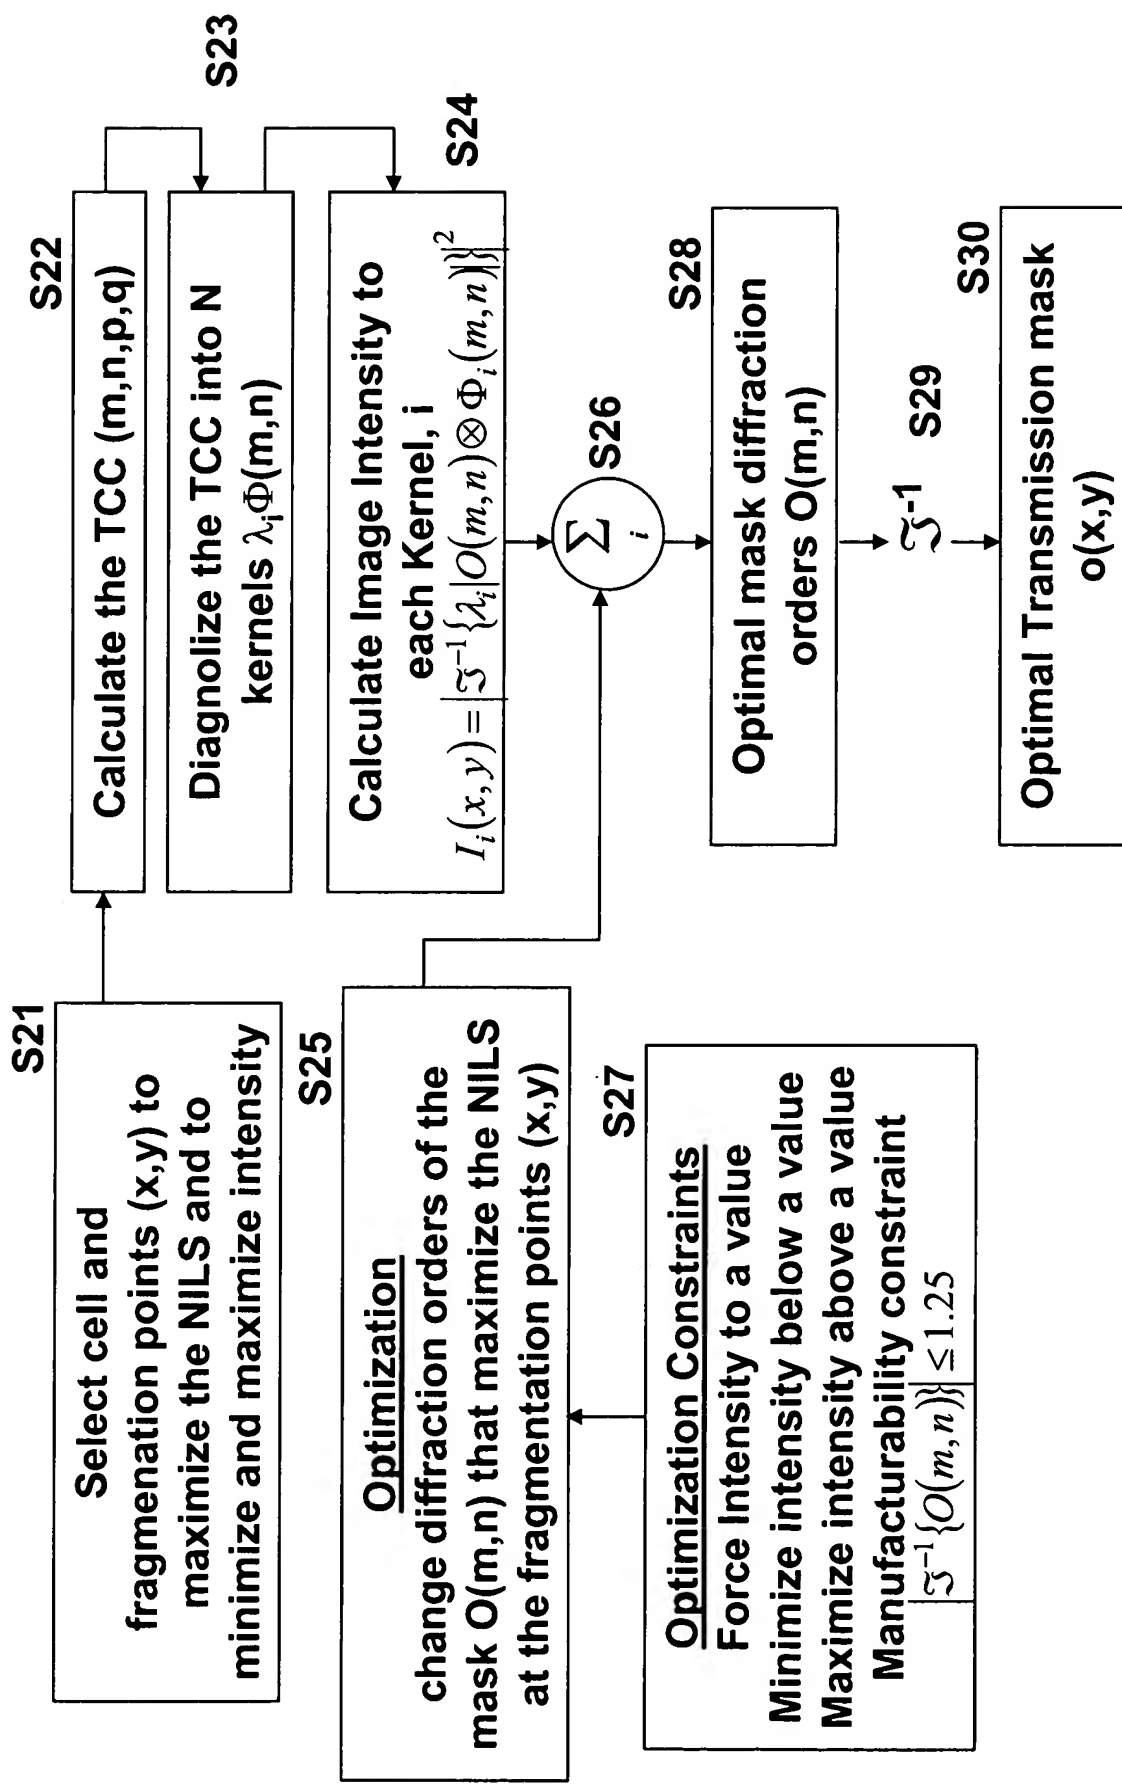 S21
Select cell and
fragmenation points (x,y) to
maximize the NILS and to
minimize and maximize intensity
S22
Calculate the TCC (m,n,p,q)
S23
Diagnolize the TCC into N
kernels λᵢΦ(m,n)
S24
Calculate Image Intensity to
each Kernel, i
Iᵢ(x,y)=|ℑ⁻¹{λᵢ|O(m,n)⊗Φᵢ(m,n)|}|²
S25
Optimization
change diffraction orders of the
mask O(m,n) that maximize the NILS
at the fragmentation points (x,y)
S26
Σ
i
S27
Optimization Constraints
Force Intensity to a value
Minimize intensity below a value
Maximize intensity above a value
Manufacturability constraint
|ℑ⁻¹{O(m,n)}|≤1.25
S28
Optimal mask diffraction
orders O(m,n)
ℑ⁻¹ S29
S30
Optimal Transmission mask
o(x,y)